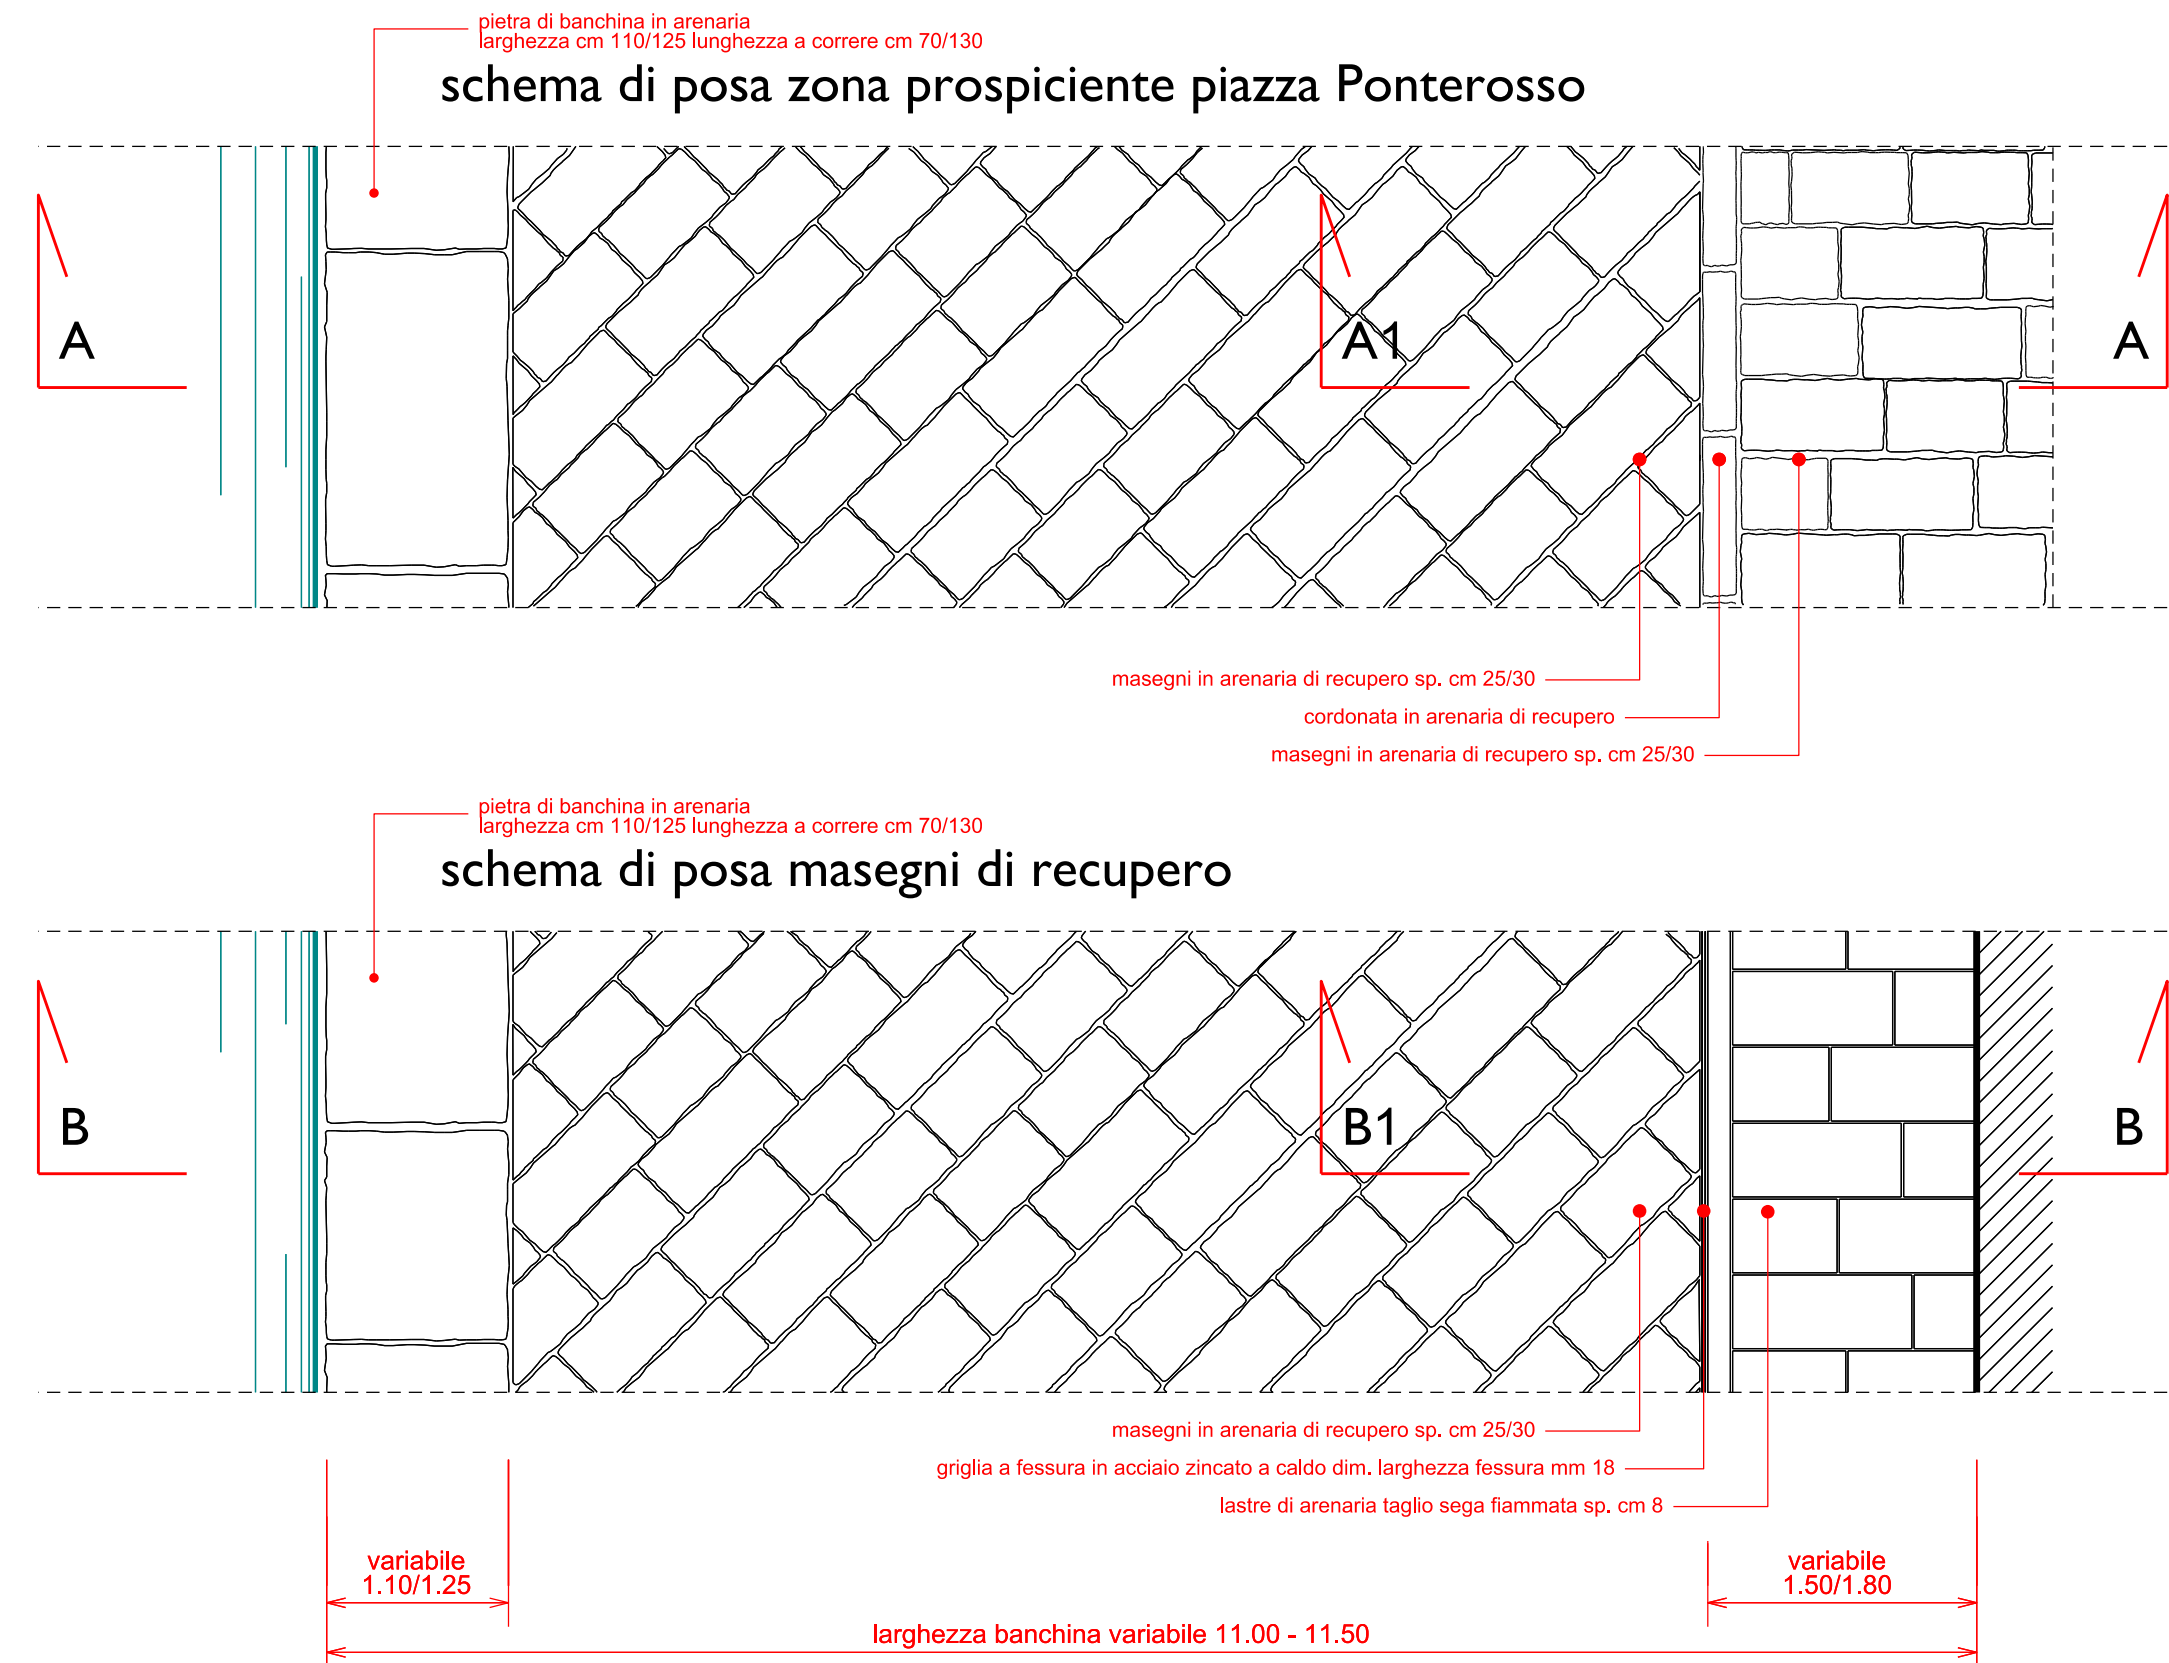 pietra di banchina in arenaria
larghezza cm 110/125 lunghezza a correre cm 70/130
schema di posa zona prospiciente piazza Ponterosso
A
A1
A
masegni in arenaria di recupero sp. cm 25/30
cordonata in arenaria di recupero
masegni in arenaria di recupero sp. cm 25/30
pietra di banchina in arenaria
larghezza cm 110/125 lunghezza a correre cm 70/130
schema di posa masegni di recupero
B
B1
B
masegni in arenaria di recupero sp. cm 25/30
griglia a fessura in acciaio zincato a caldo dim. larghezza fessura mm 18
lastre di arenaria taglio sega fiammata sp. cm 8
variabile
1.10/1.25
variabile
1.50/1.80
larghezza banchina variabile 11.00 - 11.50